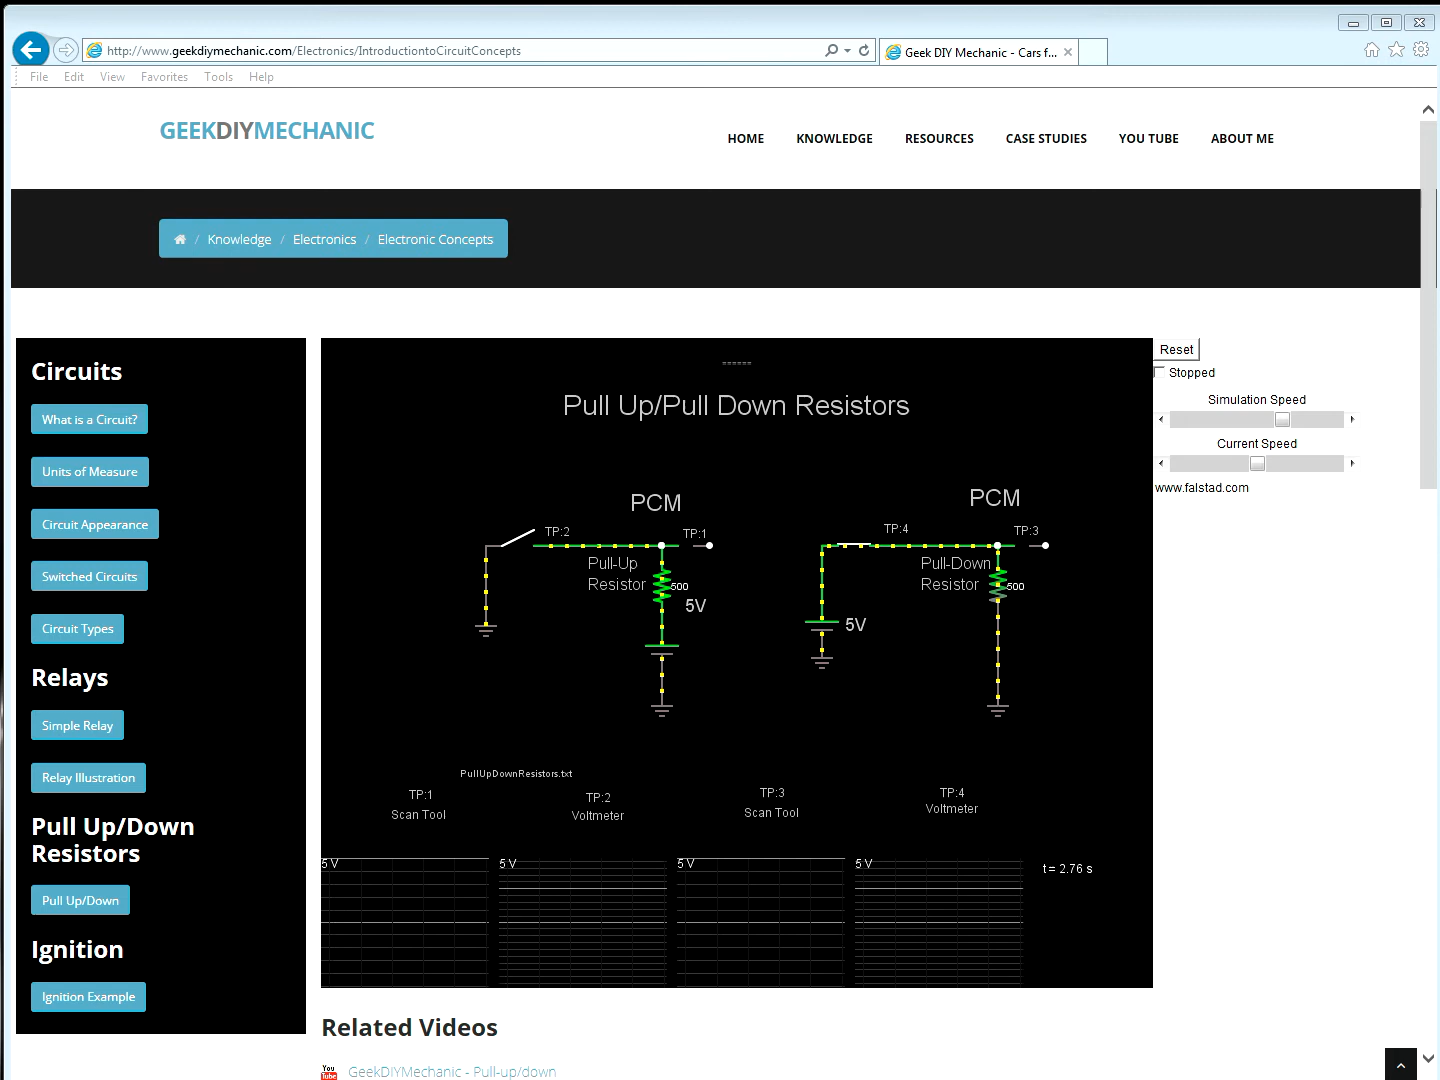 http://www.geekdiymechanic.com/Electronics/IntroductiontoCircuitConcepts
Geek DIY Mechanic - Cars f...
File Edit View Favorites Tools Help
GEEKDIYMECHANIC
HOME KNOWLEDGE RESOURCES CASE STUDIES YOU TUBE ABOUT ME
/ Knowledge / Electronics / Electronic Concepts
Circuits
What is a Circuit?
Units of Measure
Circuit Appearance
Switched Circuits
Circuit Types
Relays
Simple Relay
Relay Illustration
Pull Up/Down
Resistors
Pull Up/Down
Ignition
Ignition Example
======
Pull Up/Pull Down Resistors
PCM
TP:2
TP:1
Pull-Up
Resistor
500
5V
PCM
TP:4
TP:3
Pull-Down
Resistor
500
5V
PullUpDownResistors.txt
TP:1
Scan Tool
TP:2
Voltmeter
TP:3
Scan Tool
TP:4
Voltmeter
5 V
5 V
5 V
5 V
t = 2.76 s
Reset
Stopped
Simulation Speed
Current Speed
www.falstad.com
Related Videos
You Tube
GeekDIYMechanic - Pull-up/down